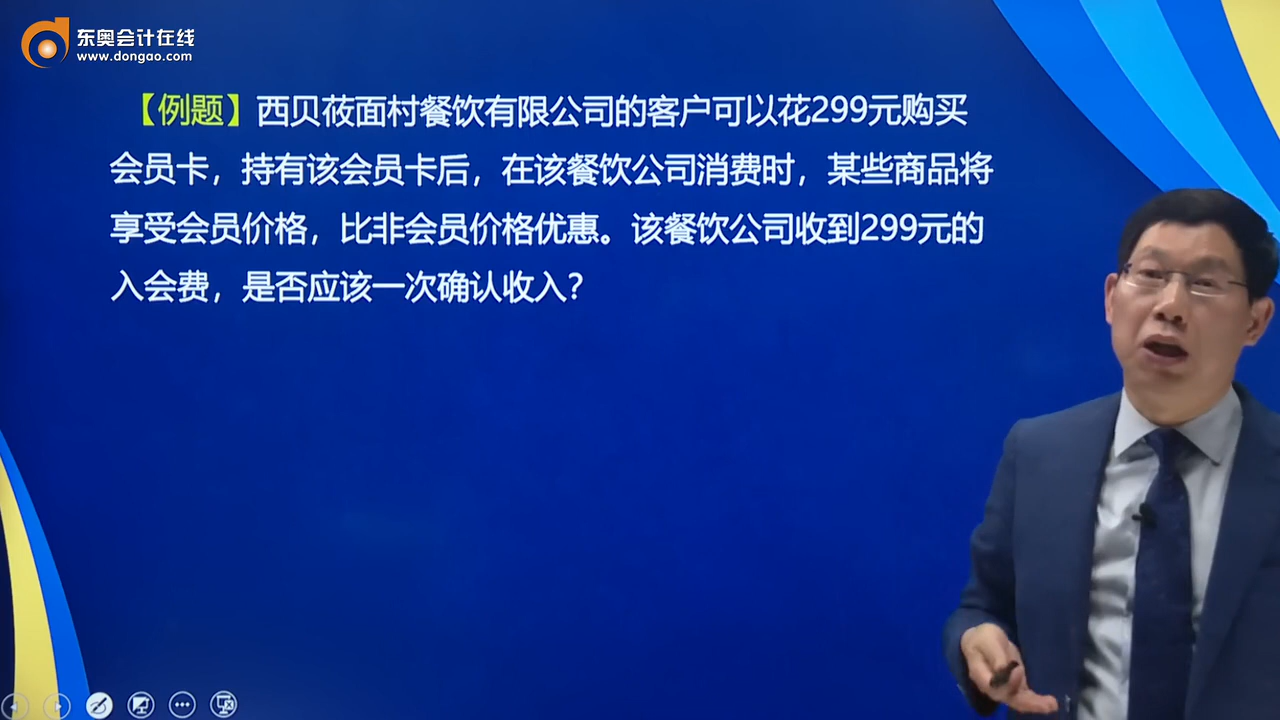 东奥会计在线
www.dongao.com
【例题】西贝莜面村餐饮有限公司的客户可以花299元购买
会员卡，持有该会员卡后，在该餐饮公司消费时，某些商品将
享受会员价格，比非会员价格优惠。该餐饮公司收到299元的
入会费，是否应该一次确认收入？